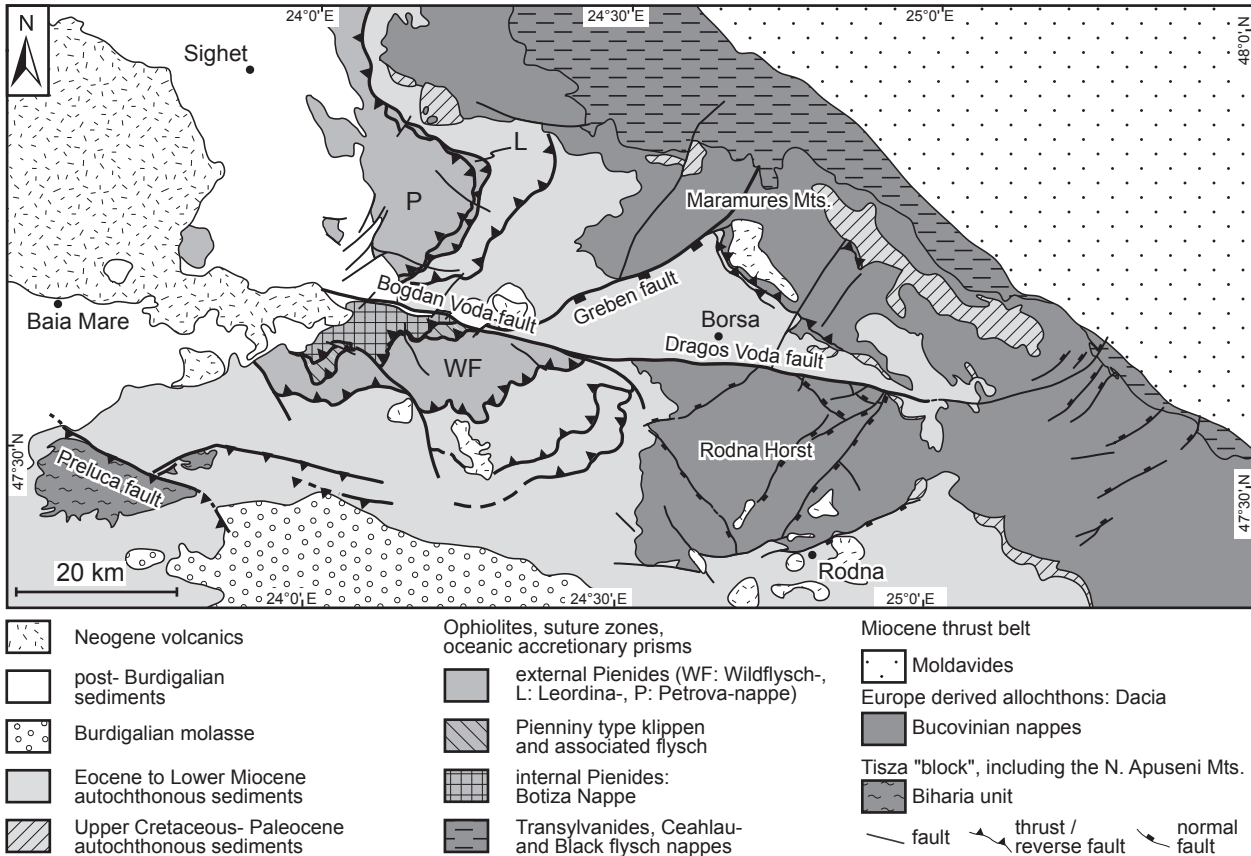 24°0'E
24°30'E
25°0'E
N
48°0'N
Sighet
L
P
Maramures Mts.
Bogdan Voda fault
Greben fault
Baia Mare
Borsa
Dragos Voda fault
WF
Rodna Horst
47°30'N
Preluca fault
47°30'N
20 km
Rodna
24°0'E
24°30'E
25°0'E
Neogene volcanics
post- Burdigalian
sediments
Burdigalian molasse
Eocene to Lower Miocene
autochthonous sediments
Upper Cretaceous- Paleocene
autochthonous sediments
Ophiolites, suture zones,
oceanic accretionary prisms
external Pienides (WF: Wildflysch-,
L: Leordina-, P: Petrova-nappe)
Pienniny type klippen
and associated flysch
internal Pienides:
Botiza Nappe
Transylvanides, Ceahlau-
and Black flysch nappes
Miocene thrust belt
Moldavides
Europe derived allochthons: Dacia
Bucovinian nappes
Tisza "block", including the N. Apuseni Mts.
Biharia unit
fault
thrust /
reverse fault
normal
fault